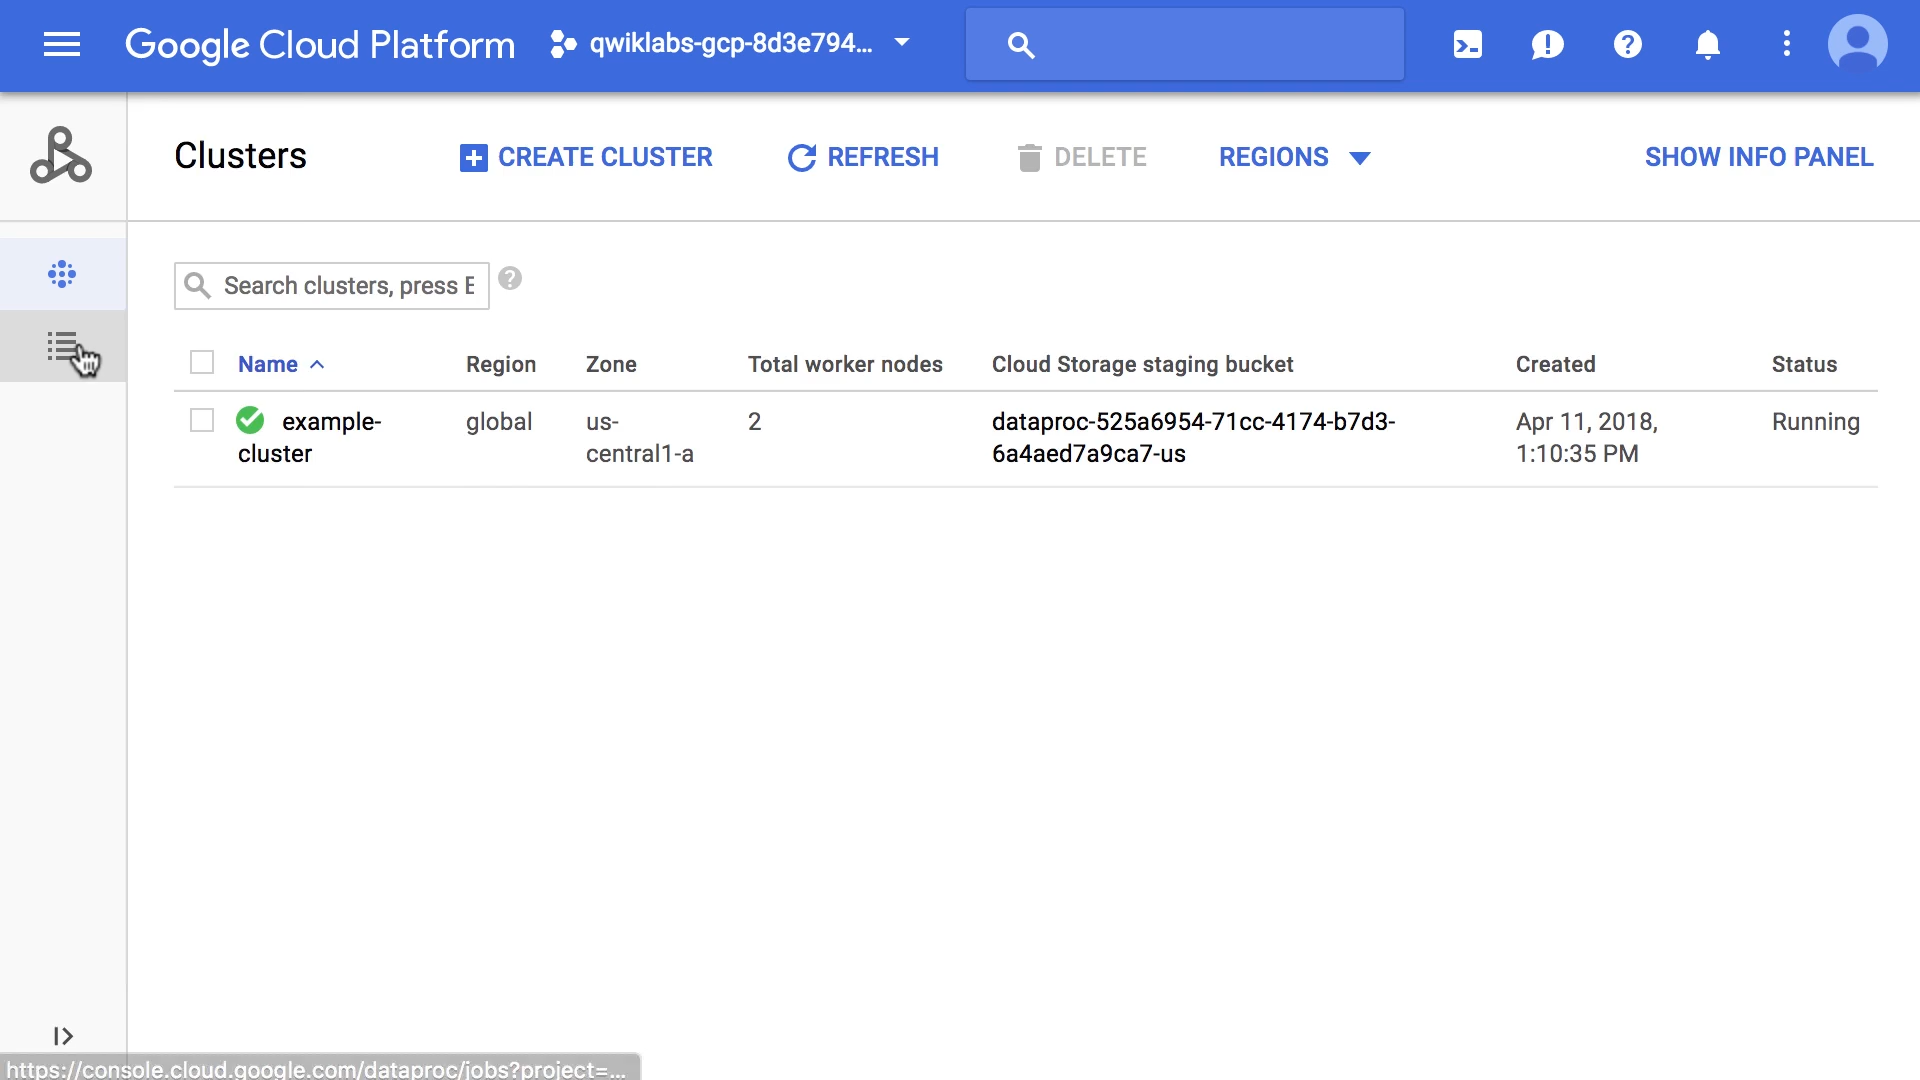 Google Cloud Platform
qwiklabs-gcp-8d3e794...
Clusters
CREATE CLUSTER
REFRESH
DELETE
REGIONS
SHOW INFO PANEL
Search clusters, press E
Name
Region
Zone
Total worker nodes
Cloud Storage staging bucket
Created
Status
example-
cluster
global
us-
central1-a
2
dataproc-525a6954-71cc-4174-b7d3-
6a4aed7a9ca7-us
Apr 11, 2018,
1:10:35 PM
Running
https://console.cloud.google.com/dataproc/jobs?project=...